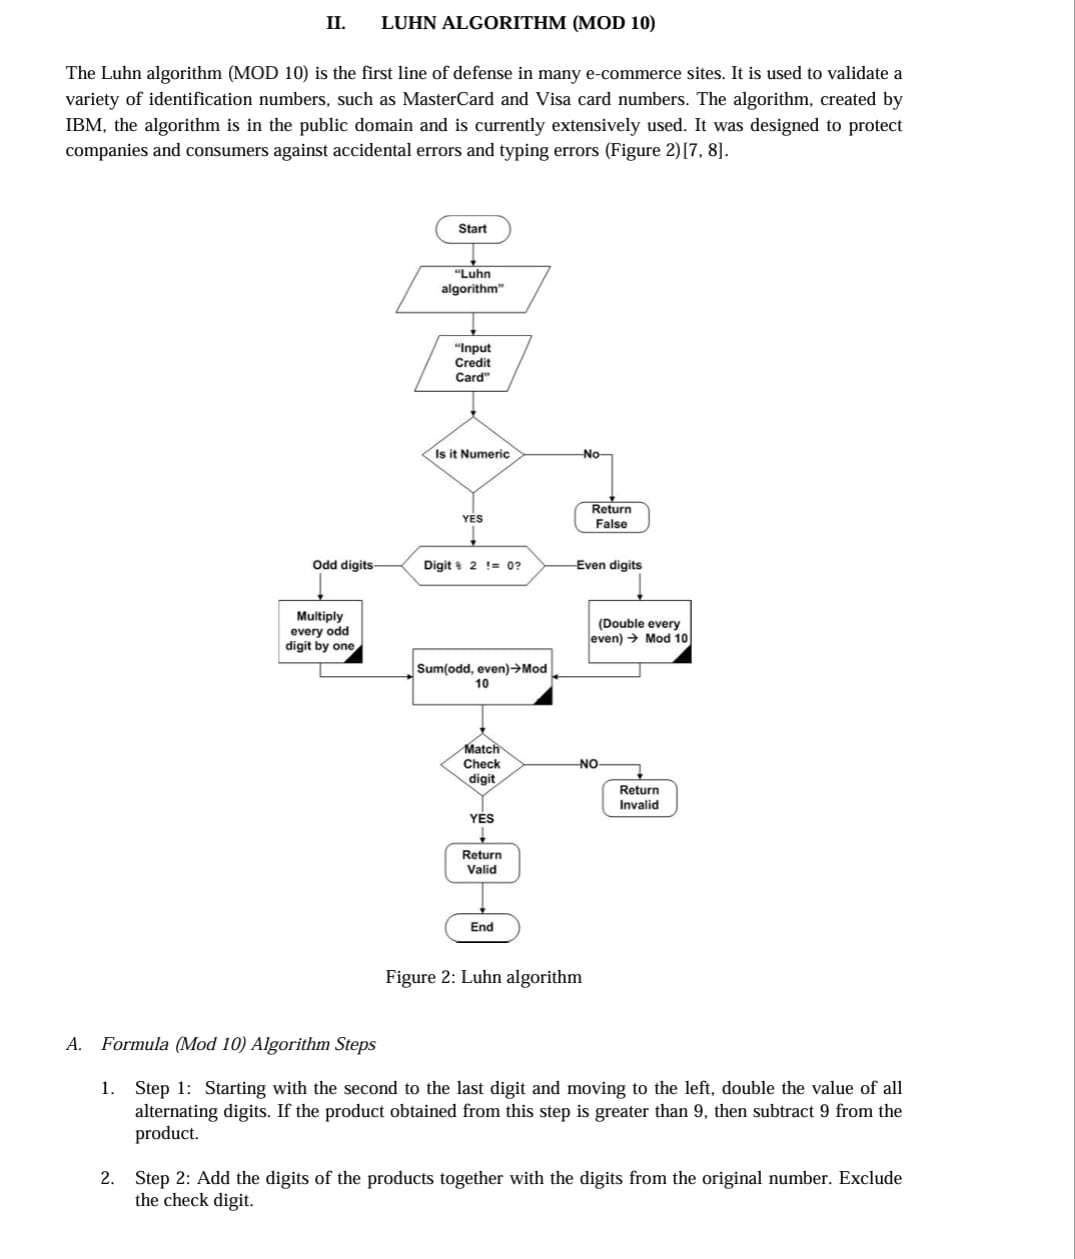 II. LUHN ALGORITHM (MOD 10)
The Luhn algorithm (MOD 10) is the first line of defense in many e-commerce sites. It is used to validate a
variety of identification numbers, such as MasterCard and Visa card numbers. The algorithm, created by
IBM, the algorithm is in the public domain and is currently extensively used. It was designed to protect
companies and consumers against accidental errors and typing errors (Figure 2)[7, 8].
Start
"Luhn
algorithm"
"Input
Credit
Card"
Is it Numeric
No
YES
Return
False
Odd digits
Digit % 2 != 0?
Even digits
Multiply
every odd
digit by one
(Double every
even) → Mod 10
Sum(odd, even)→Mod
10
Match
Check
digit
NO
Return
Invalid
YES
Return
Valid
End
Figure 2: Luhn algorithm
A. Formula (Mod 10) Algorithm Steps
1. Step 1: Starting with the second to the last digit and moving to the left, double the value of all
alternating digits. If the product obtained from this step is greater than 9, then subtract 9 from the
product.
2. Step 2: Add the digits of the products together with the digits from the original number. Exclude
the check digit.